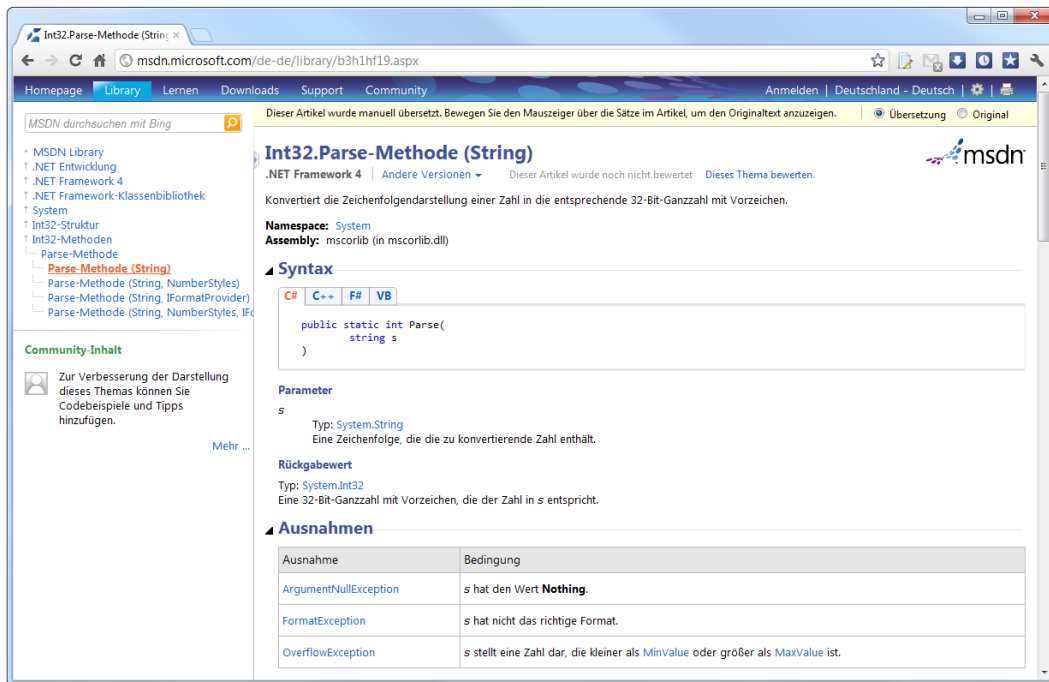 Int32.Parse-Methode (String
msdn.microsoft.com/de-de/library/b3h1hf19.aspx
Homepage Library Lernen Downloads Support Community Anmelden | Deutschland - Deutsch
MSDN durchsuchen mit Bing
MSDN Library
.NET Entwicklung
.NET Framework 4
.NET Framework-Klassenbibliothek
System
Int32-Struktur
Int32-Methoden
Parse-Methode
Parse-Methode (String)
Parse-Methode (String, NumberStyles)
Parse-Methode (String, IFormatProvider)
Parse-Methode (String, NumberStyles, IFo
Community-Inhalt
Zur Verbesserung der Darstellung
dieses Themas können Sie
Codebeispiele und Tipps
hinzufügen.
Mehr ...
Dieser Artikel wurde manuell übersetzt. Bewegen Sie den Mauszeiger über die Sätze im Artikel, um den Originaltext anzuzeigen. Übersetzung Original
Int32.Parse-Methode (String)
msdn
.NET Framework 4 Andere Versionen Dieser Artikel wurde noch nicht bewertet Dieses Thema bewerten.
Konvertiert die Zeichenfolgendarstellung einer Zahl in die entsprechende 32-Bit-Ganzzahl mit Vorzeichen.
Namespace: System
Assembly: mscorlib (in mscorlib.dll)
Syntax
C# C++ F# VB
public static int Parse(
string s
)
Parameter
s
Typ: System.String
Eine Zeichenfolge, die die zu konvertierende Zahl enthält.
Rückgabewert
Typ: System.Int32
Eine 32-Bit-Ganzzahl mit Vorzeichen, die der Zahl in s entspricht.
Ausnahmen
Ausnahme Bedingung
ArgumentNullException s hat den Wert Nothing.
FormatException s hat nicht das richtige Format.
OverflowException s stellt eine Zahl dar, die kleiner als MinValue oder größer als MaxValue ist.